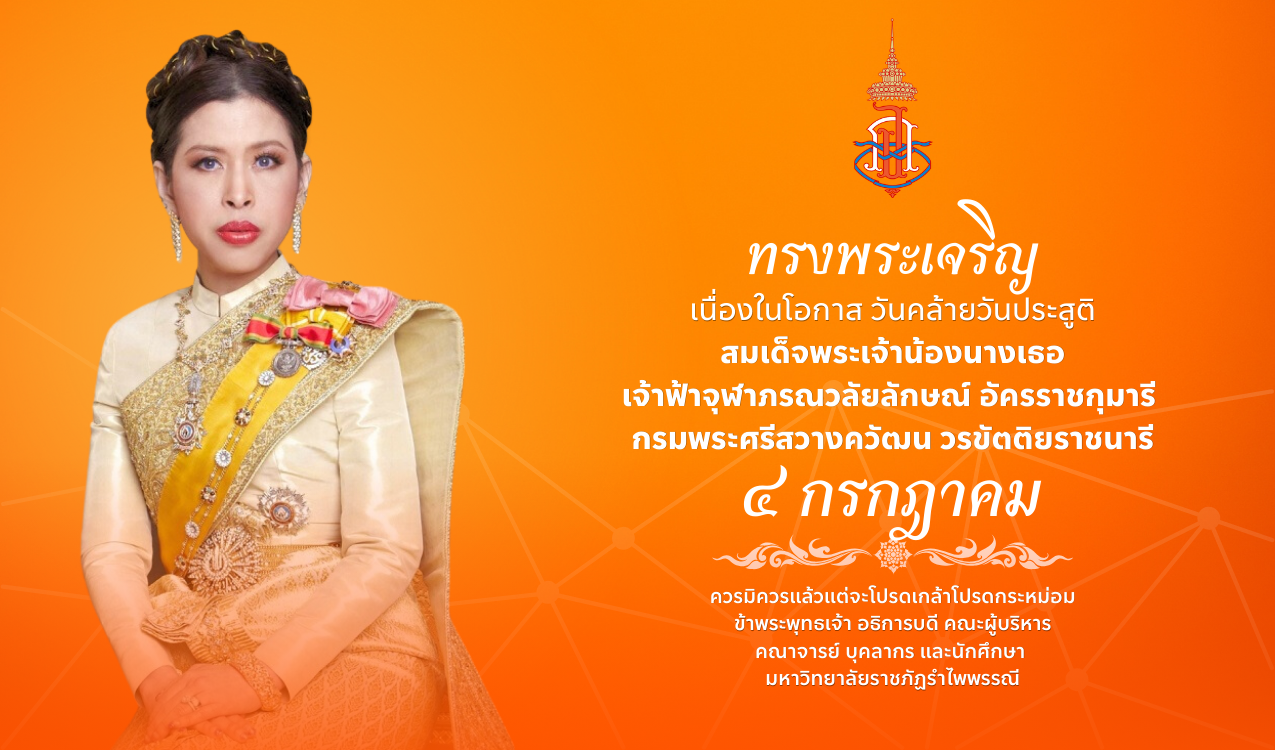 ทรงพระเจริญ
เนื่องในโอกาส วันคล้ายวันประสูติ
สมเด็จพระเจ้าน้องนางเธอ
เจ้าฟ้าจุฬาภรณวลัยลักษณ์ อัครราชกุมารี
กรมพระศรีสวางควัฒน วรขัตติยราชนารี
๔ กรกฎาคม
ควรมิควรแล้วแต่จะโปรดเกล้าโปรดกระหม่อม
ข้าพระพุทธเจ้า อธิการบดี คณะผู้บริหาร
คณาจารย์ บุคลากร และนักศึกษา
มหาวิทยาลัยราชภัฏรำไพพรรณี